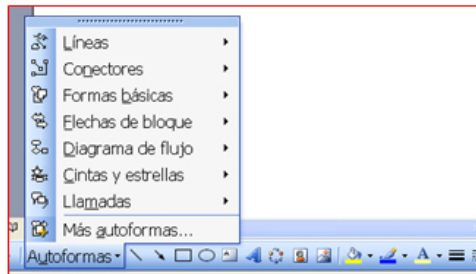 Líneas
Conectores
Formas básicas
Flechas de bloque
Diagrama de flujo
Cintas y estrellas
Llamadas
Más autoformas...
Autoformas